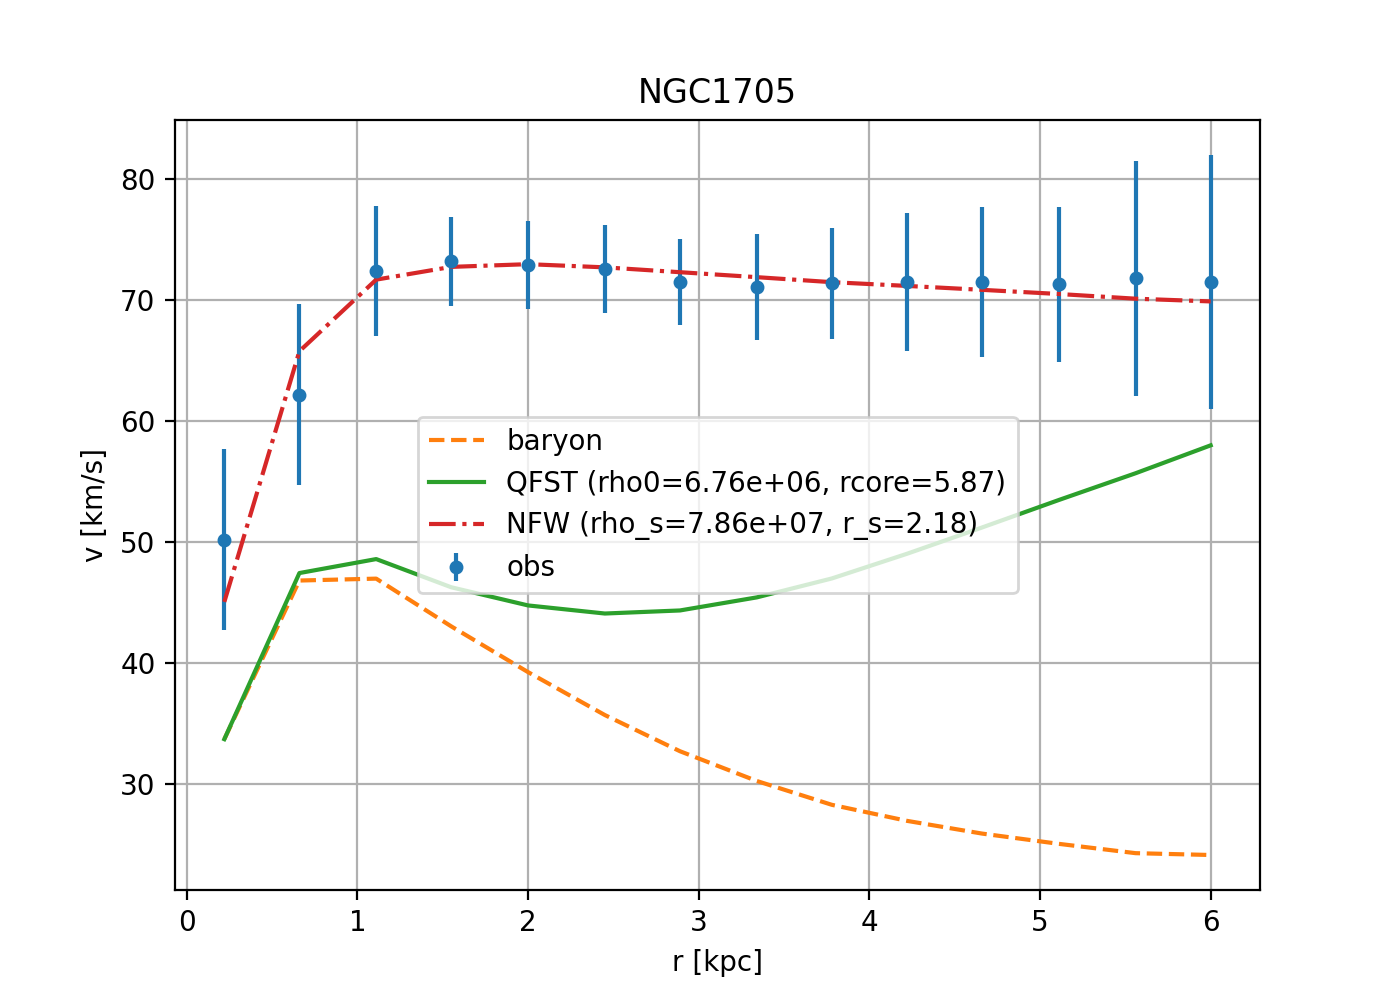 NGC1705
80
70
60
50
40
30
v [km/s]
baryon
QFST (rho0=6.76e+06, rcore=5.87)
NFW (rho_s=7.86e+07, r_s=2.18)
obs
0 1 2 3 4 5 6
r [kpc]